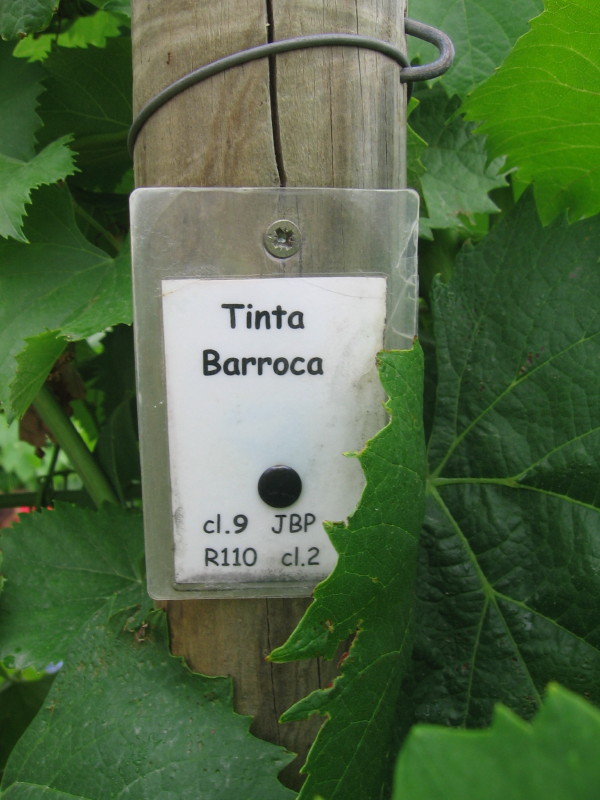 Tinta
Barroca
cl.9 JBP
R110 cl.2